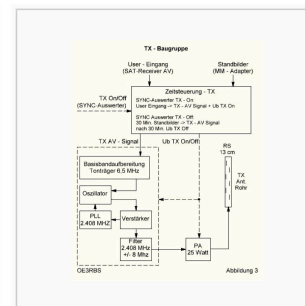 TX - Baugruppe
User - Eingang
(SAT-Receiver AV)
Standbilder
(MM - Adapter)
TX On/Off
(SYNC-Auswerter)
Zeitsteuerung - TX
SYNC-Auswerter TX - On
User Eingang -> TX - AV Signal + Ub TX On
SYNC Auswerter TX - Off
30 Min. Standbilder -> TX - AV Signal
nach 30 Min. Ub TX Off
TX AV - Signal
Ub TX On/Off
RS
13 cm
TX
Ant.
Rohr
Basisbandaufbereitung
Tonträger 6,5 MHz
Oszillator
PLL
2.408 MHZ
Verstärker
Filter
2.408 MHz
+/- 8 Mhz
PA
25 Watt
OE3RBS
Abbildung 3